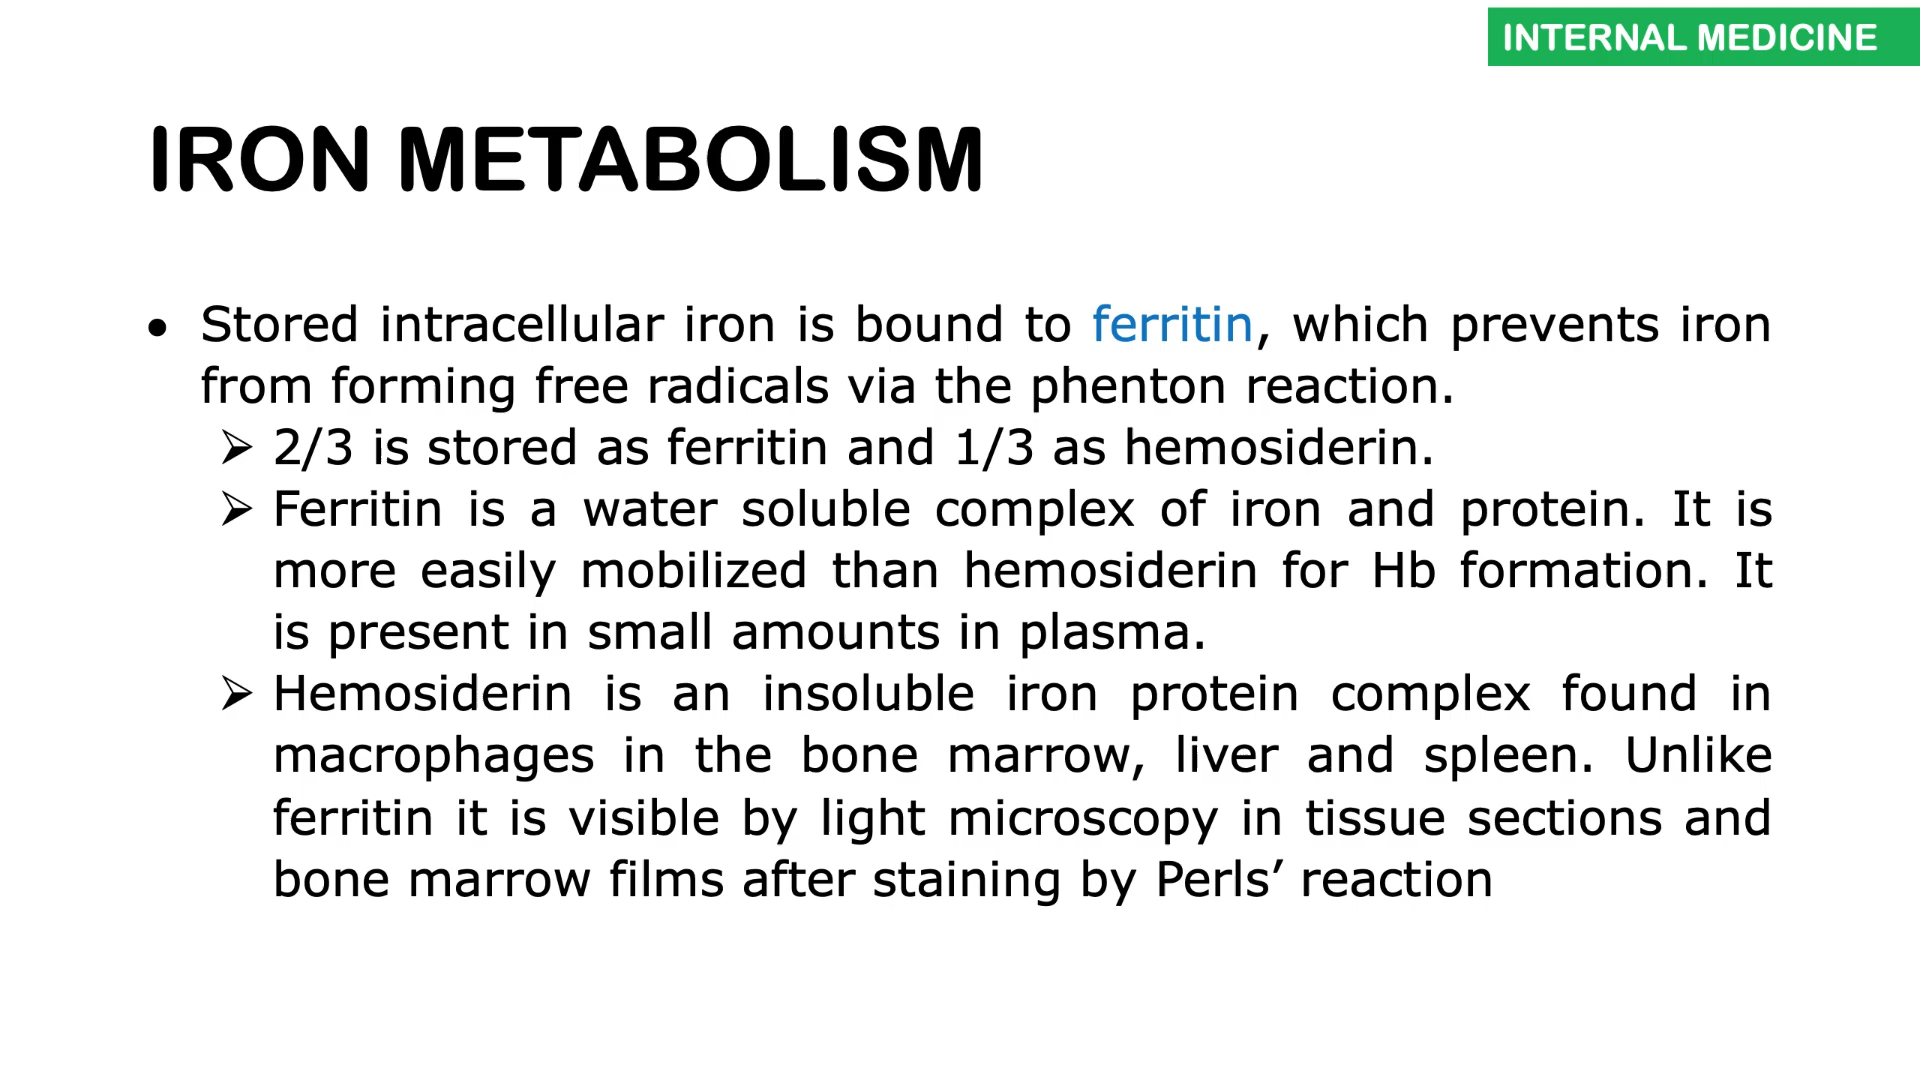 INTERNAL MEDICINE
IRON METABOLISM
• Stored intracellular iron is bound to ferritin, which prevents iron
from forming free radicals via the phenton reaction.
➢ 2/3 is stored as ferritin and 1/3 as hemosiderin.
➢ Ferritin is a water soluble complex of iron and protein. It is
more easily mobilized than hemosiderin for Hb formation. It
is present in small amounts in plasma.
➢ Hemosiderin is an insoluble iron protein complex found in
macrophages in the bone marrow, liver and spleen. Unlike
ferritin it is visible by light microscopy in tissue sections and
bone marrow films after staining by Perls’ reaction